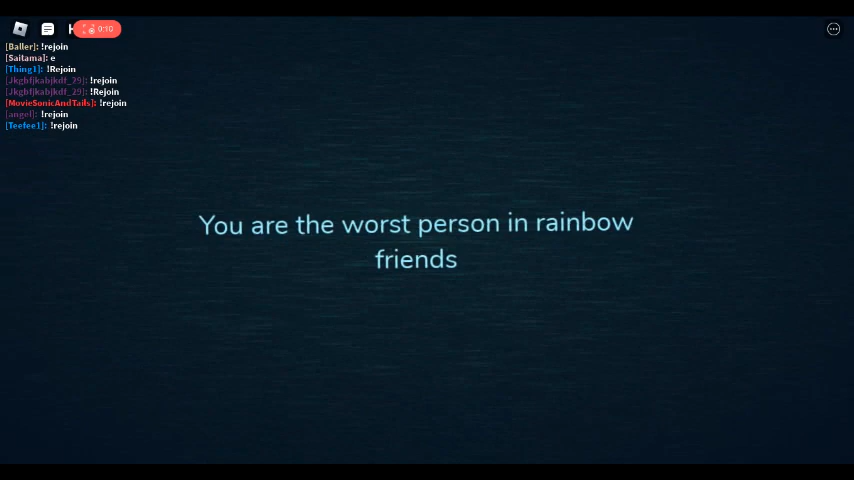 H
0:10
[Baller]: !rejoin
[Saitama]: e
[Thing1]: !Rejoin
[Jkgbfjkabjkdf_29]: !rejoin
[Jkgbfjkabjkdf_29]: !Rejoin
[MovieSonicAndTails]: !rejoin
[angel]: !rejoin
[Teefee1]: !rejoin
You are the worst person in rainbow
friends